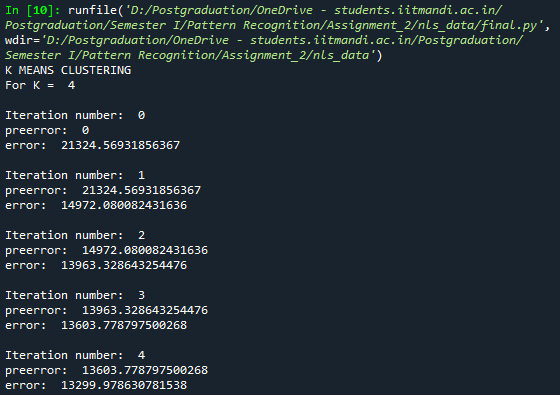 In [10]: runfile('D:/Postgraduation/OneDrive - students.iitmandi.ac.in/
Postgraduation/Semester I/Pattern Recognition/Assignment_2/nls_data/final.py',
wdir='D:/Postgraduation/OneDrive - students.iitmandi.ac.in/Postgraduation/
Semester I/Pattern Recognition/Assignment_2/nls_data')
K MEANS CLUSTERING
For K =  4
Iteration number:  0
preerror:  0
error:  21324.56931856367
Iteration number:  1
preerror:  21324.56931856367
error:  14972.080082431636
Iteration number:  2
preerror:  14972.080082431636
error:  13963.328643254476
Iteration number:  3
preerror:  13963.328643254476
error:  13603.778797500268
Iteration number:  4
preerror:  13603.778797500268
error:  13299.978630781538